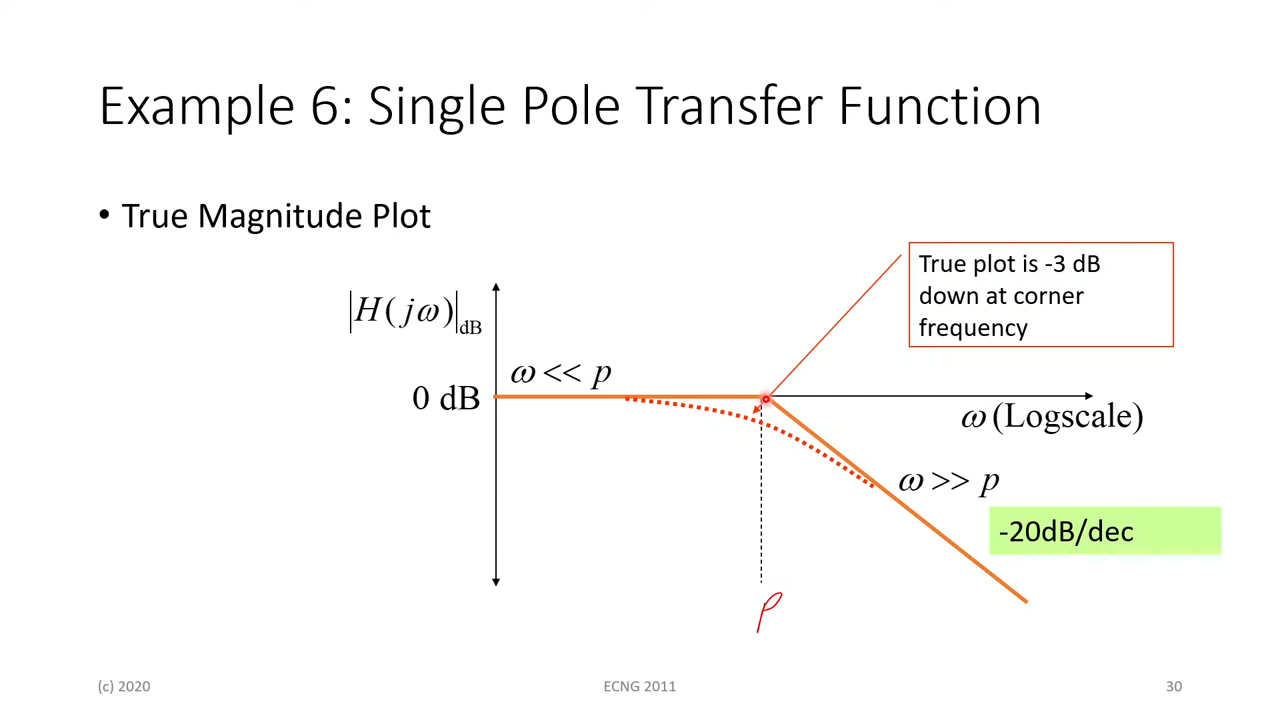 Example 6: Single Pole Transfer Function
• True Magnitude Plot
True plot is -3 dB
down at corner
frequency
|H(jω)|dB
ω << p
0 dB
ω (Logscale)
ω >> p
-20dB/dec
p
(c) 2020
ECNG 2011
30